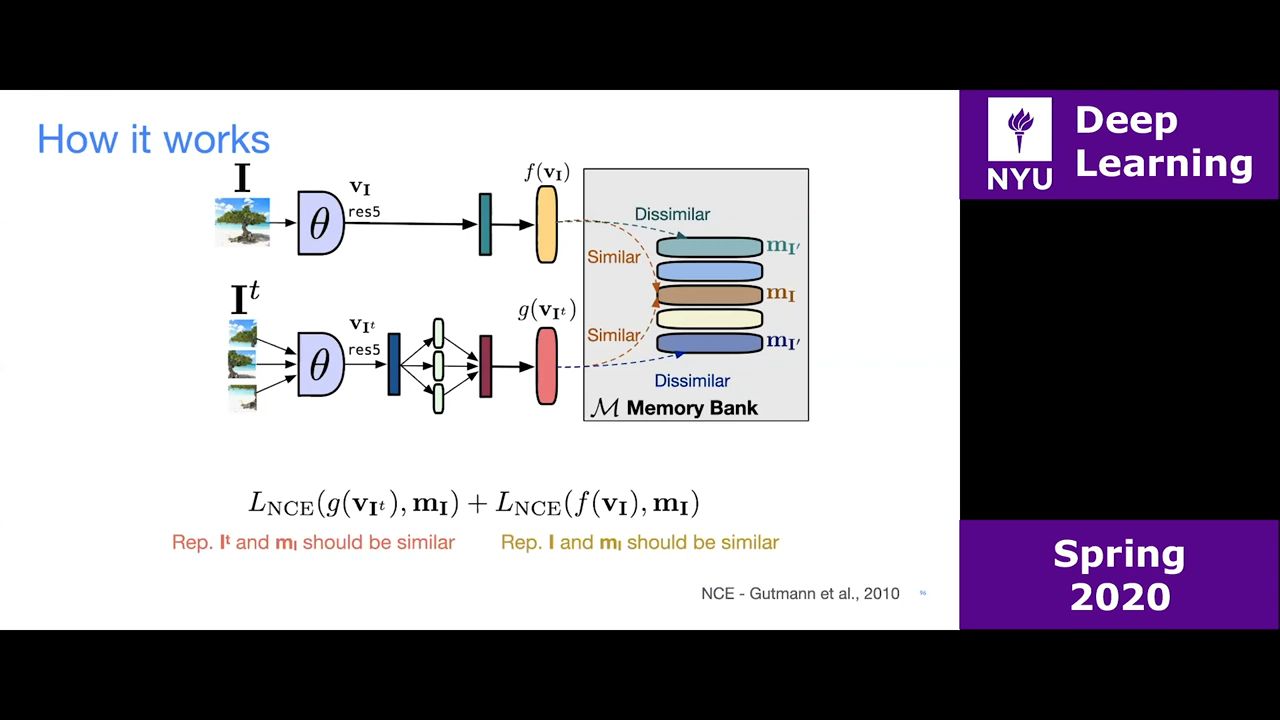 How it works
I
θ
v_I
res5
f(v_I)
Dissimilar
Similar
m_I′
m_I
I^t
θ
v_I^t
res5
g(v_I^t)
Similar
m_I′
Dissimilar
ℳ Memory Bank
L_NCE(g(v_I^t), m_I) + L_NCE(f(v_I), m_I)
Rep. I^t and m_I should be similar
Rep. I and m_I should be similar
NCE - Gutmann et al., 2010
96
NYU
Deep
Learning
Spring
2020